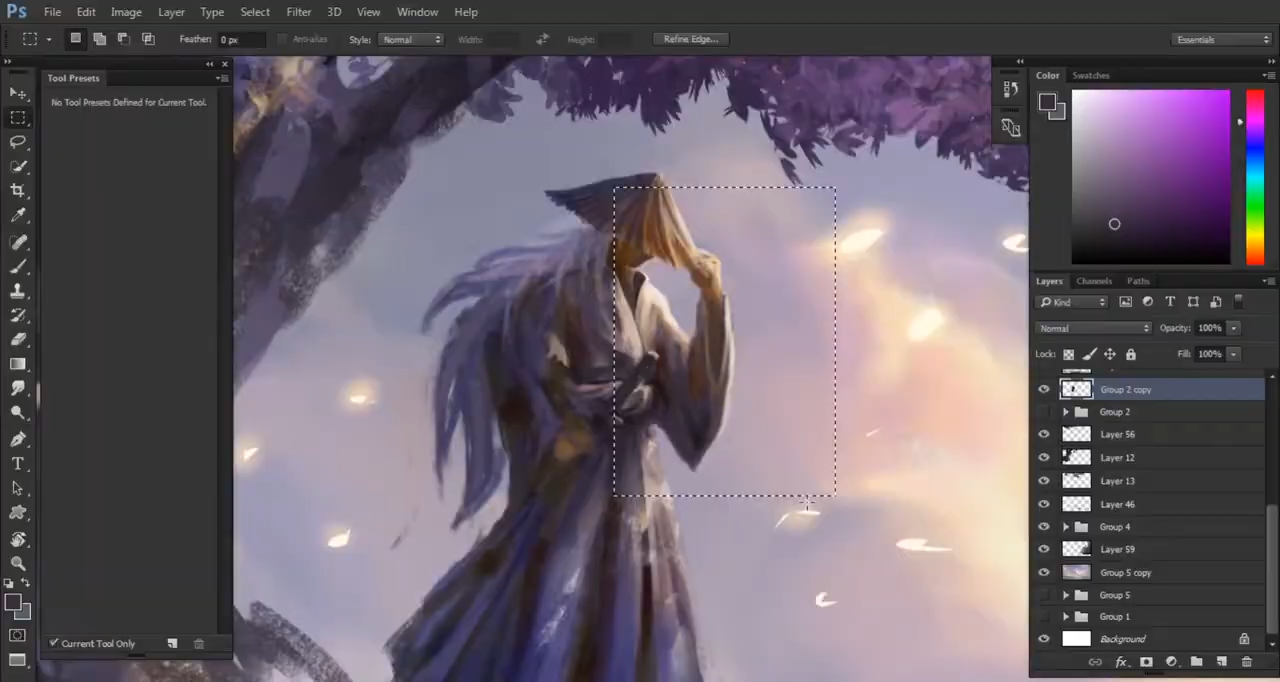 Ps File Edit Image Layer Type Select Filter 3D View Window Help
Feather: 0 px Anti-alias Style: Normal Width: Height: Refine Edge... Essentials
Tool Presets
No Tool Presets Defined for Current Tool.
Current Tool Only
Color Swatches
Layers Channels Paths
Kind
Normal Opacity: 100%
Lock: Fill: 100%
Group 2 copy
Group 2
Layer 56
Layer 12
Layer 13
Layer 46
Group 4
Layer 59
Group 5 copy
Group 5
Group 1
Background